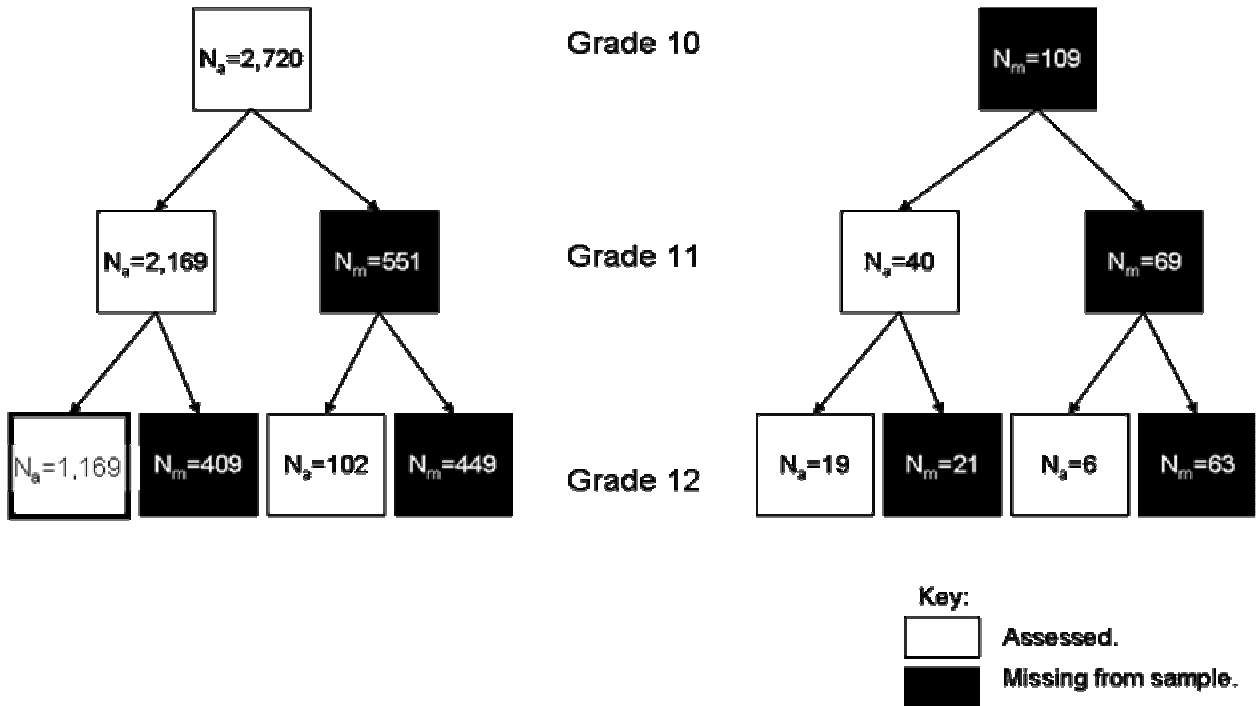 Grade 10
Nₐ=2,720
Nₘ=109
Grade 11
Nₐ=2,169
Nₘ=551
Nₐ=40
Nₘ=69
Grade 12
Nₐ=1,169
Nₘ=409
Nₐ=102
Nₘ=449
Nₐ=19
Nₘ=21
Nₐ=6
Nₘ=63
Key:
Assessed.
Missing from sample.